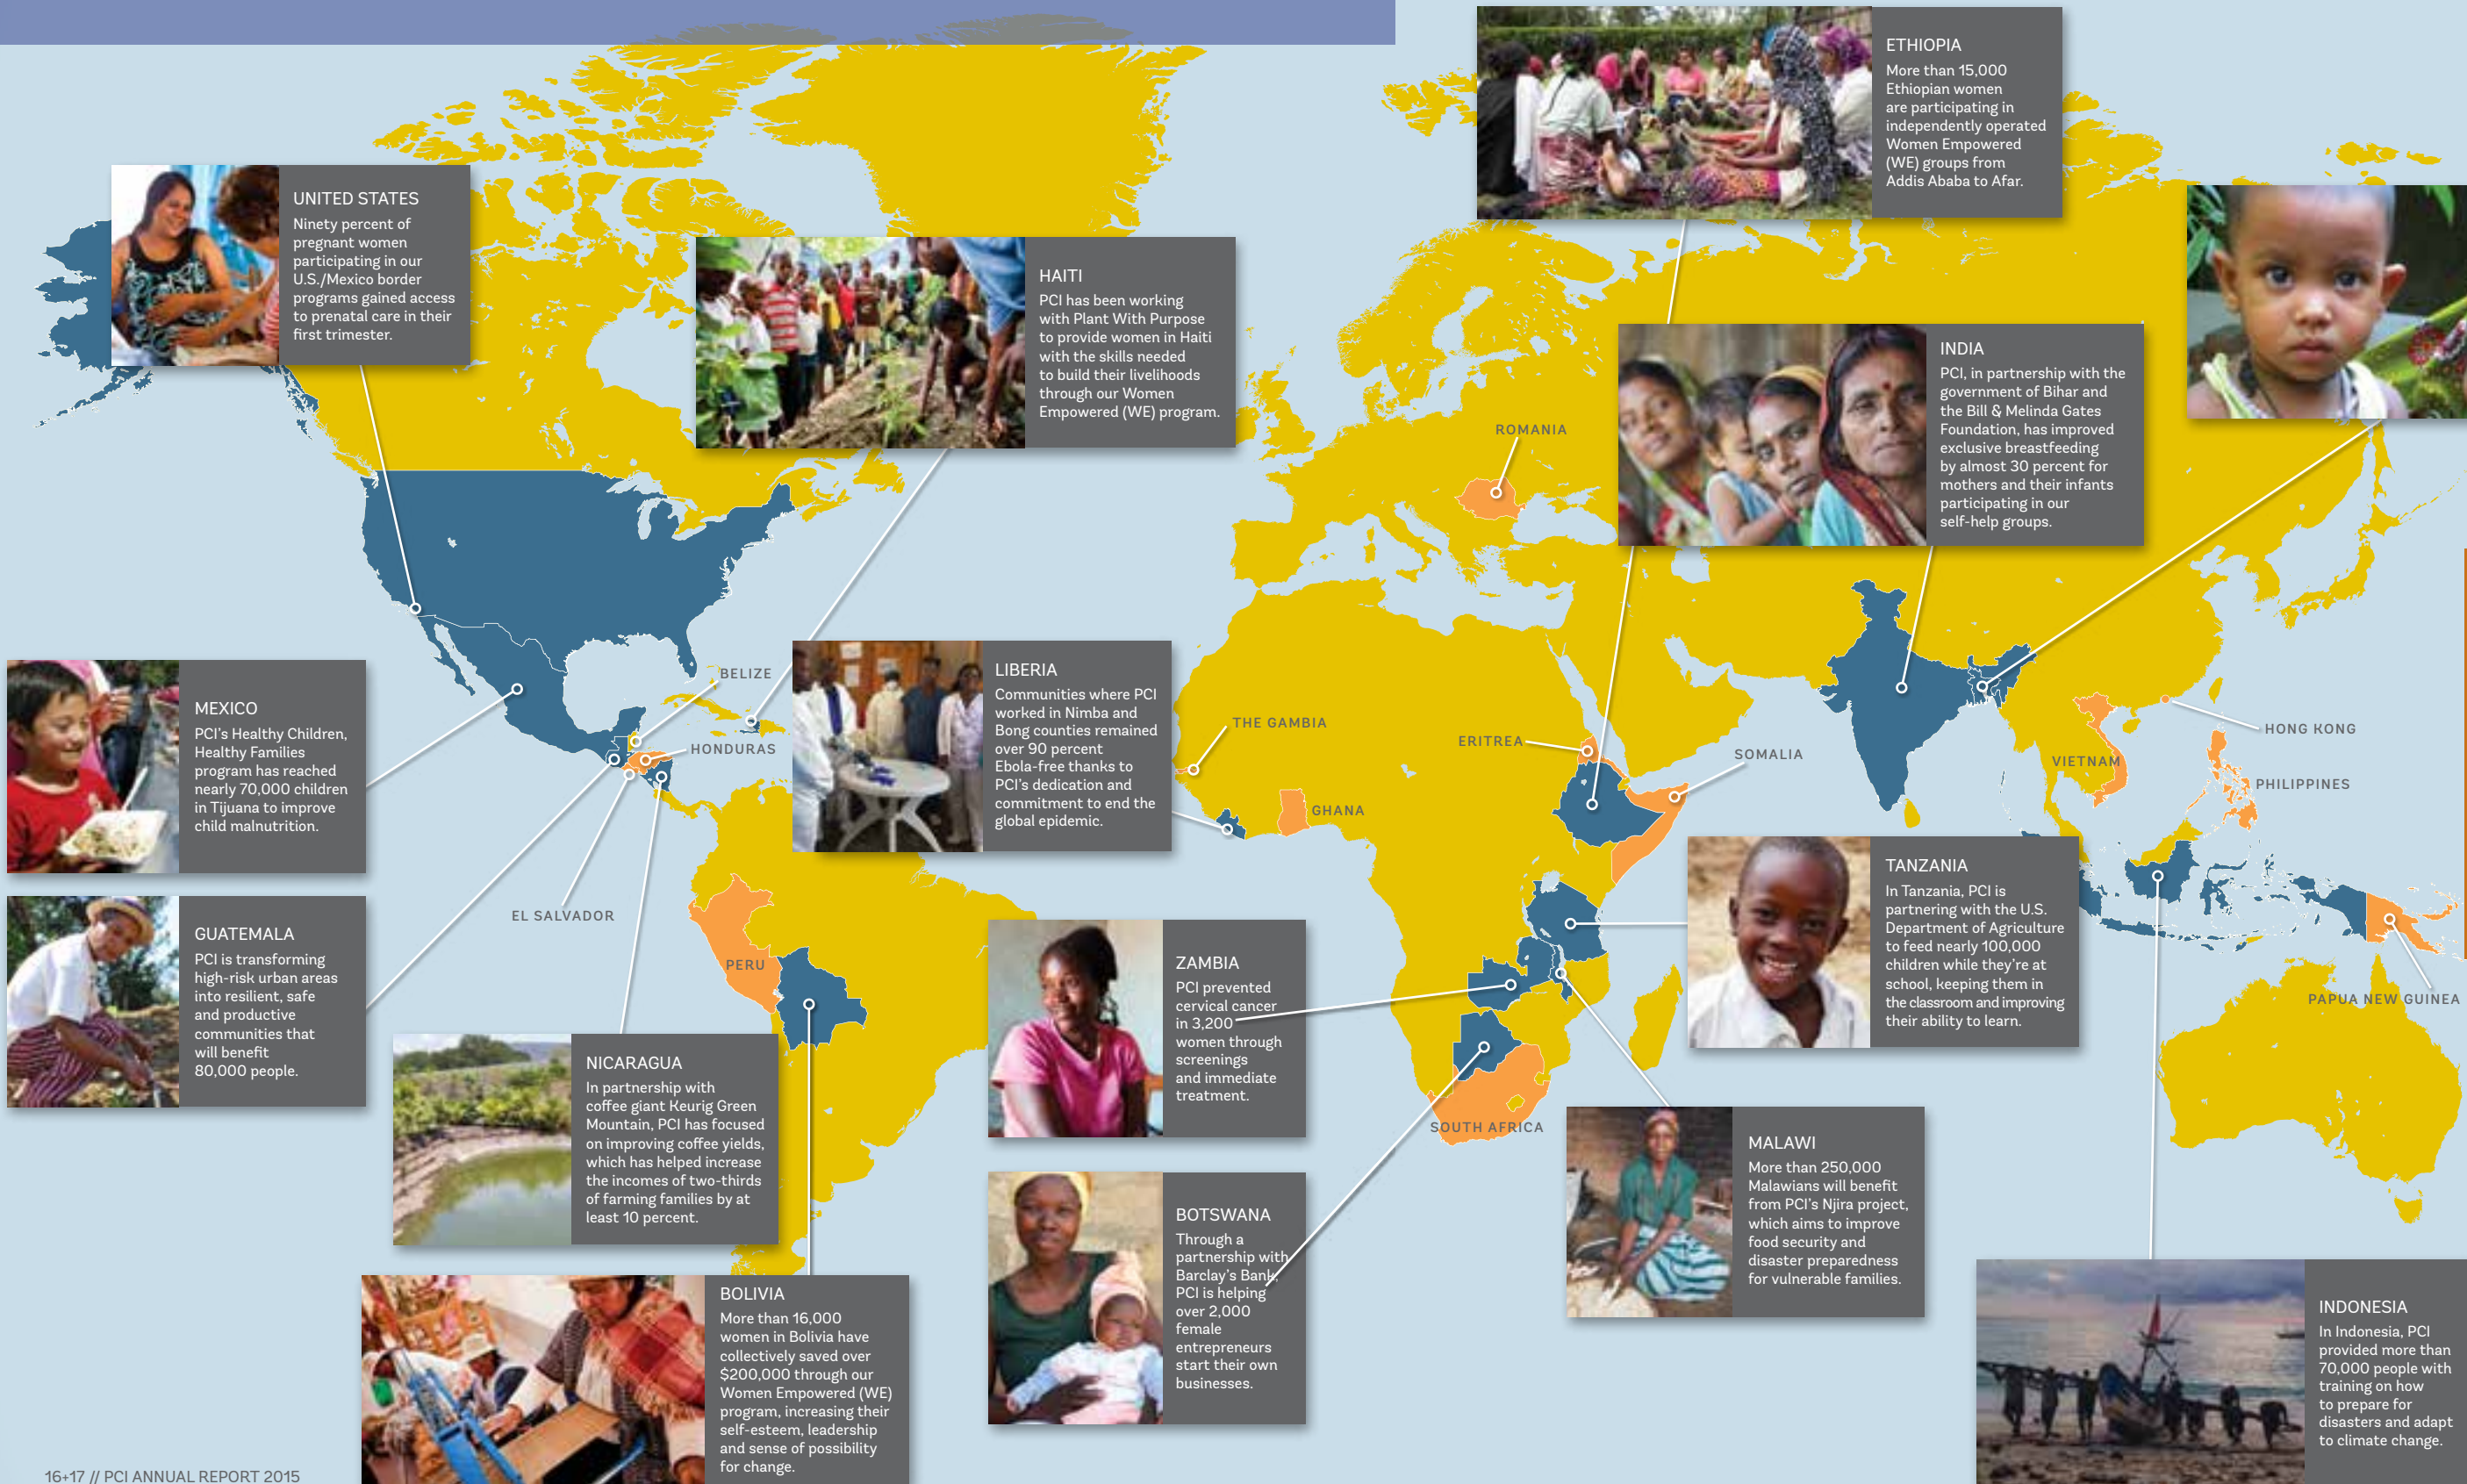 ETHIOPIA
More than 15,000
Ethiopian women
are participating in
independently operated
Women Empowered
(WE) groups from
Addis Ababa to Afar.
UNITED STATES
Ninety percent of
pregnant women
participating in our
U.S./Mexico border
programs gained access
to prenatal care in their
first trimester.
HAITI
PCI has been working
with Plant With Purpose
to provide women in Haiti
with the skills needed
to build their livelihoods
through our Women
Empowered (WE) program.
INDIA
PCI, in partnership with the
government of Bihar and
the Bill & Melinda Gates
Foundation, has improved
exclusive breastfeeding
by almost 30 percent for
mothers and their infants
participating in our
self-help groups.
ROMANIA
MEXICO
PCI's Healthy Children,
Healthy Families
program has reached
nearly 70,000 children
in Tijuana to improve
child malnutrition.
BELIZE
HONDURAS
LIBERIA
Communities where PCI
worked in Nimba and
Bong counties remained
over 90 percent
Ebola-free thanks to
PCI's dedication and
commitment to end the
global epidemic.
THE GAMBIA
GHANA
ERITREA
SOMALIA
VIETNAM
HONG KONG
PHILIPPINES
GUATEMALA
PCI is transforming
high-risk urban areas
into resilient, safe
and productive
communities that
will benefit
80,000 people.
EL SALVADOR
PERU
ZAMBIA
PCI prevented
cervical cancer
in 3,200
women through
screenings
and immediate
treatment.
TANZANIA
In Tanzania, PCI is
partnering with the U.S.
Department of Agriculture
to feed nearly 100,000
children while they're at
school, keeping them in
the classroom and improving
their ability to learn.
PAPUA NEW GUINEA
NICARAGUA
In partnership with
coffee giant Keurig Green
Mountain, PCI has focused
on improving coffee yields,
which has helped increase
the incomes of two-thirds
of farming families by at
least 10 percent.
SOUTH AFRICA
MALAWI
More than 250,000
Malawians will benefit
from PCI's Njira project,
which aims to improve
food security and
disaster preparedness
for vulnerable families.
BOTSWANA
Through a
partnership with
Barclay's Bank,
PCI is helping
over 2,000
female
entrepreneurs
start their own
businesses.
BOLIVIA
More than 16,000
women in Bolivia have
collectively saved over
$200,000 through our
Women Empowered (WE)
program, increasing their
self-esteem, leadership
and sense of possibility
for change.
INDONESIA
In Indonesia, PCI
provided more than
70,000 people with
training on how
to prepare for
disasters and adapt
to climate change.
16+17 // PCI ANNUAL REPORT 2015